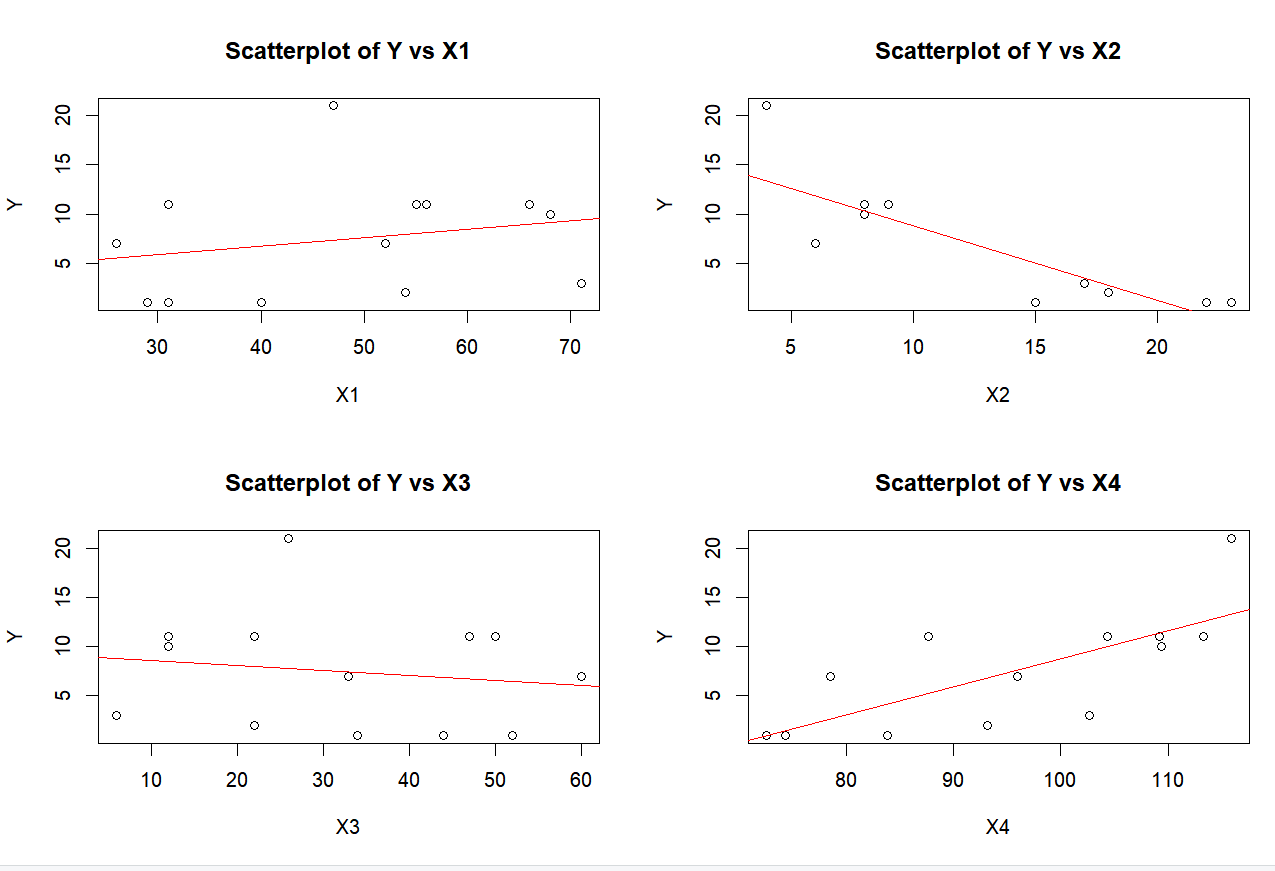 Scatterplot of Y vs X1
20
15
10
5
Y
30 40 50 60 70
X1
Scatterplot of Y vs X2
20
15
10
5
Y
5 10 15 20
X2
Scatterplot of Y vs X3
20
15
10
5
Y
10 20 30 40 50 60
X3
Scatterplot of Y vs X4
20
15
10
5
Y
80 90 100 110
X4